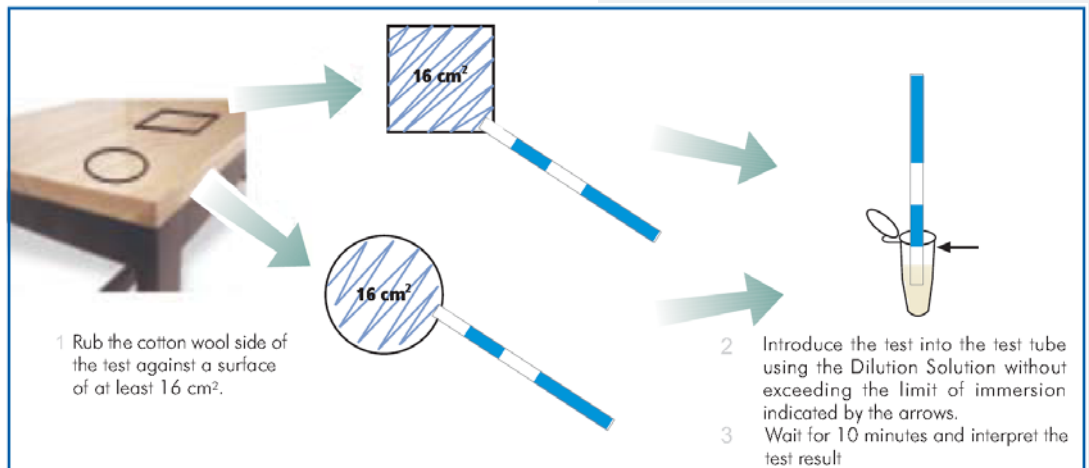 16 cm²
16 cm²
1 Rub the cotton wool side of
the test against a surface
of at least 16 cm².
2 Introduce the test into the test tube
using the Dilution Solution without
exceeding the limit of immersion
indicated by the arrows.
3 Wait for 10 minutes and interpret the
test result